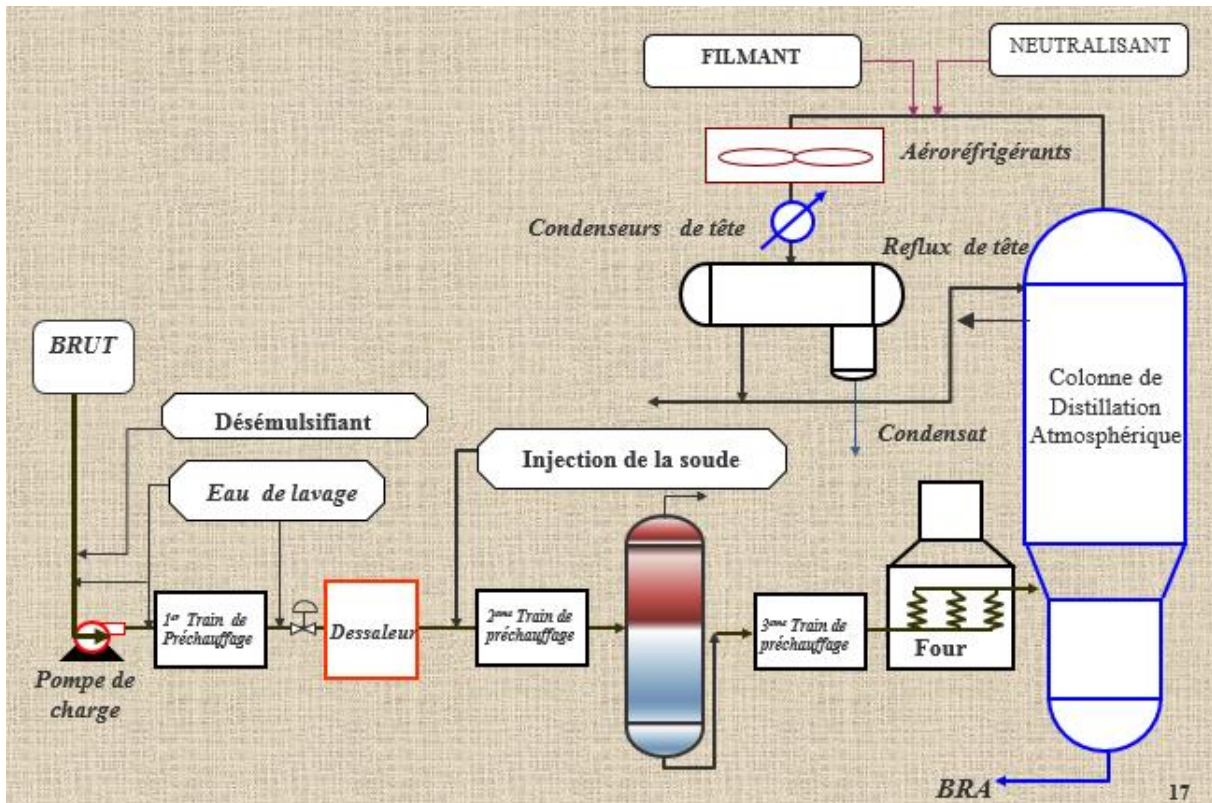 FILMANT
NEUTRALISANT
Aéroréfrigérants
Condenseurs de tête
Reflux de tête
BRUT
Colonne de
Distillation
Atmosphérique
Désémulsifiant
Condensat
Injection de la soude
Eau de lavage
1er Train de
Préchauffage
Dessaleur
2eme Train de
préchauffage
3eme Train de
préchauffage
Four
Pompe de
charge
BRA
17